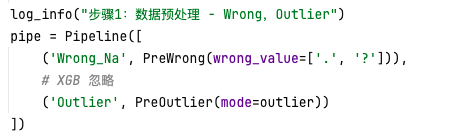 log_info("步骤1：数据预处理 - Wrong，Outlier")
pipe = Pipeline([
    ('Wrong_Na', PreWrong(wrong_value=['.', '?'])),
    # XGB 忽略
    ('Outlier', PreOutlier(mode=outlier))
])